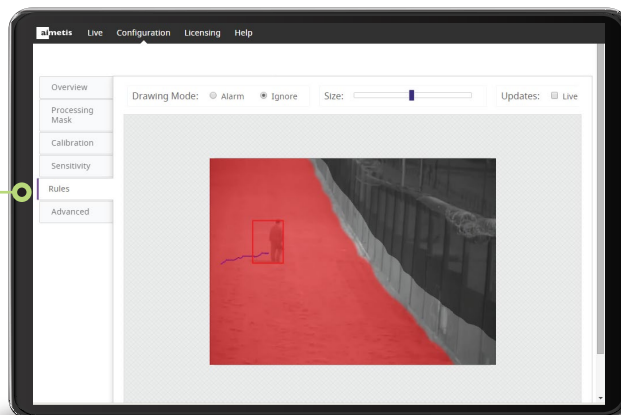 aimetis Live Configuration Licensing Help
Overview
Drawing Mode: Alarm Ignore Size: Updates: Live
Processing
Mask
Calibration
Sensitivity
Rules
Advanced